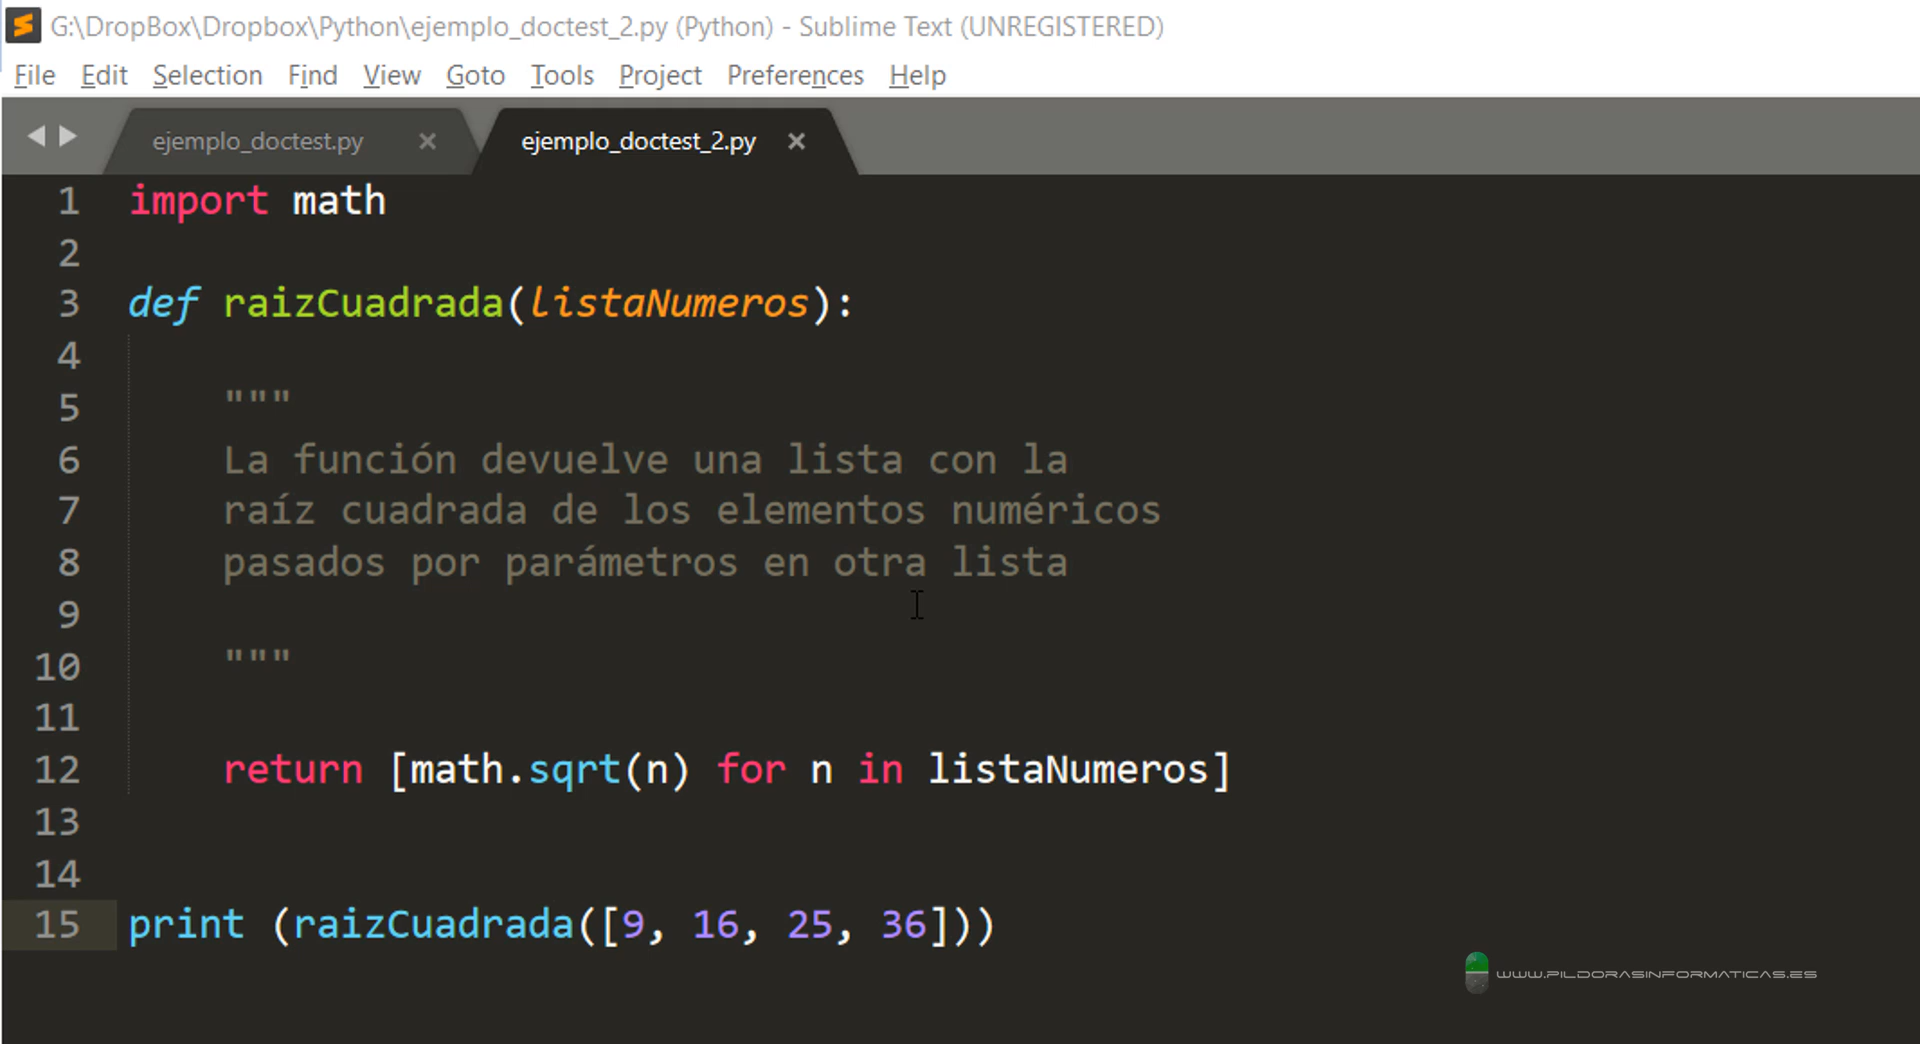 G:\DropBox\Dropbox\Python\ejemplo_doctest_2.py (Python) - Sublime Text (UNREGISTERED)
File Edit Selection Find View Goto Tools Project Preferences Help
ejemplo_doctest.py × ejemplo_doctest_2.py ×
1 import math
2
3 def raizCuadrada(listaNumeros):
4
5 """
6 La función devuelve una lista con la
7 raíz cuadrada de los elementos numéricos
8 pasados por parámetros en otra lista
9
10 """
11
12 return [math.sqrt(n) for n in listaNumeros]
13
14
15 print (raizCuadrada([9, 16, 25, 36]))
WWW.PILDORASINFORMATICAS.ES